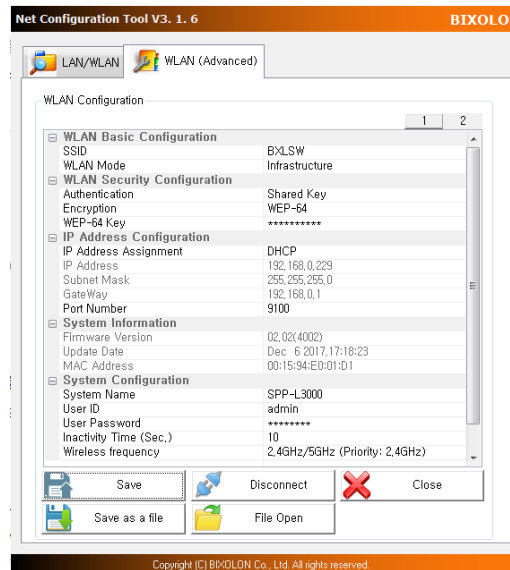 Net Configuration Tool V3. 1. 6
BIXOLO
LAN/WLAN
WLAN (Advanced)
WLAN Configuration
1 2
WLAN Basic Configuration
SSID BXLSW
WLAN Mode Infrastructure
WLAN Security Configuration
Authentication Shared Key
Encryption WEP-64
WEP-64 Key **********
IP Address Configuration
IP Address Assignment DHCP
IP Address 192,168,0,229
Subnet Mask 255,255,255,0
GateWay 192,168,0,1
Port Number 9100
System Information
Firmware Version 02,02(4002)
Update Date Dec 6 2017,17:18:23
MAC Address 00:15:94:E0:01:D1
System Configuration
System Name SPP-L3000
User ID admin
User Password ********
Inactivity Time (Sec,) 10
Wireless frequency 2,4GHz/5GHz (Priority: 2,4GHz)
Save
Disconnect
Close
Save as a file
File Open
Copyright (C) BIXOLON Co., Ltd. All rights reserved.